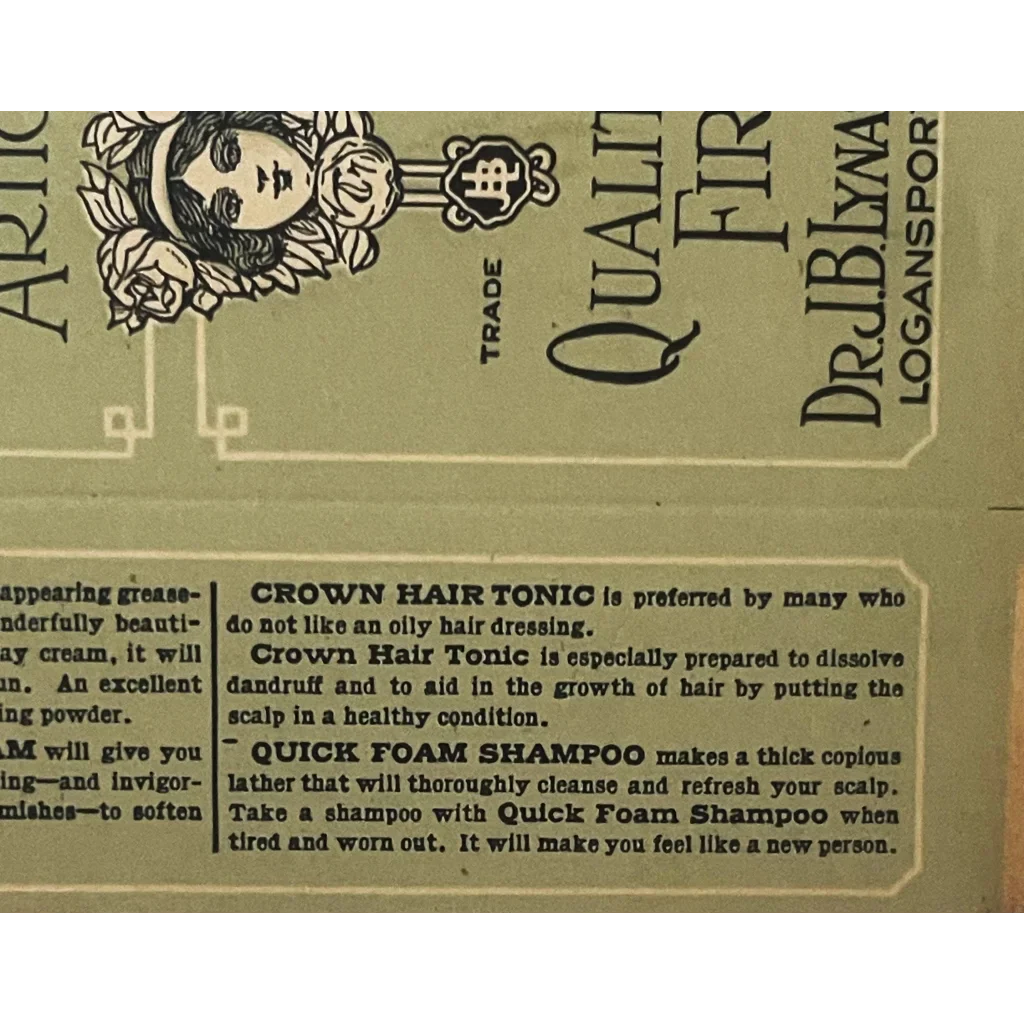 ARTIC
JBL
TRADE
QUALIT
FIR
DR.J.B.LYNA
LOGANSPORT
appearing grease-
nderfully beauti-
ay cream, it will
un. An excellent
ing powder.
AM will give you
ing—and invigor-
mishes—to soften
CROWN HAIR TONIC is preferred by many who
do not like an oily hair dressing.
Crown Hair Tonic is especially prepared to dissolve
dandruff and to aid in the growth of hair by putting the
scalp in a healthy condition.
QUICK FOAM SHAMPOO makes a thick copious
lather that will thoroughly cleanse and refresh your scalp.
Take a shampoo with Quick Foam Shampoo when
tired and worn out. It will make you feel like a new person.